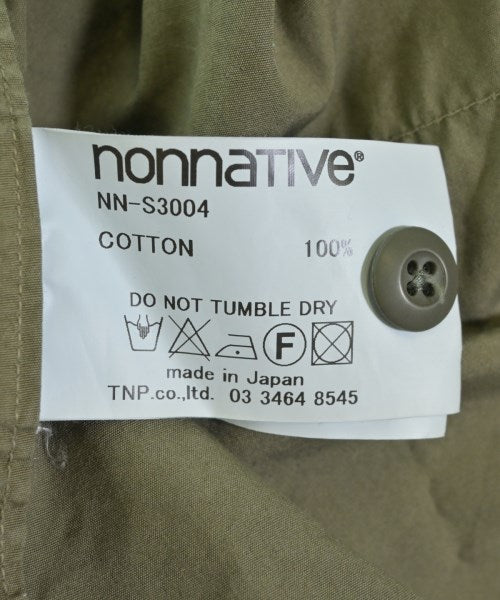 nonnative®
NN-S3004
COTTON 100%
DO NOT TUMBLE DRY
F
made in Japan
TNP.co.,ltd. 03 3464 8545